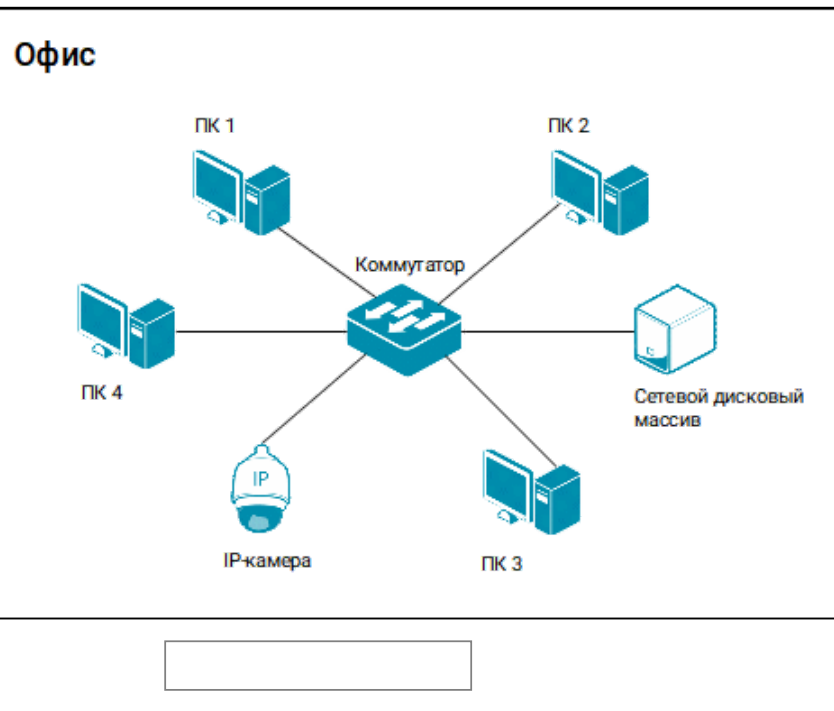 Офис
ПК 1
ПК 2
Коммутатор
ПК 4
Сетевой дисковый
массив
IP
IP-камера
ПК 3